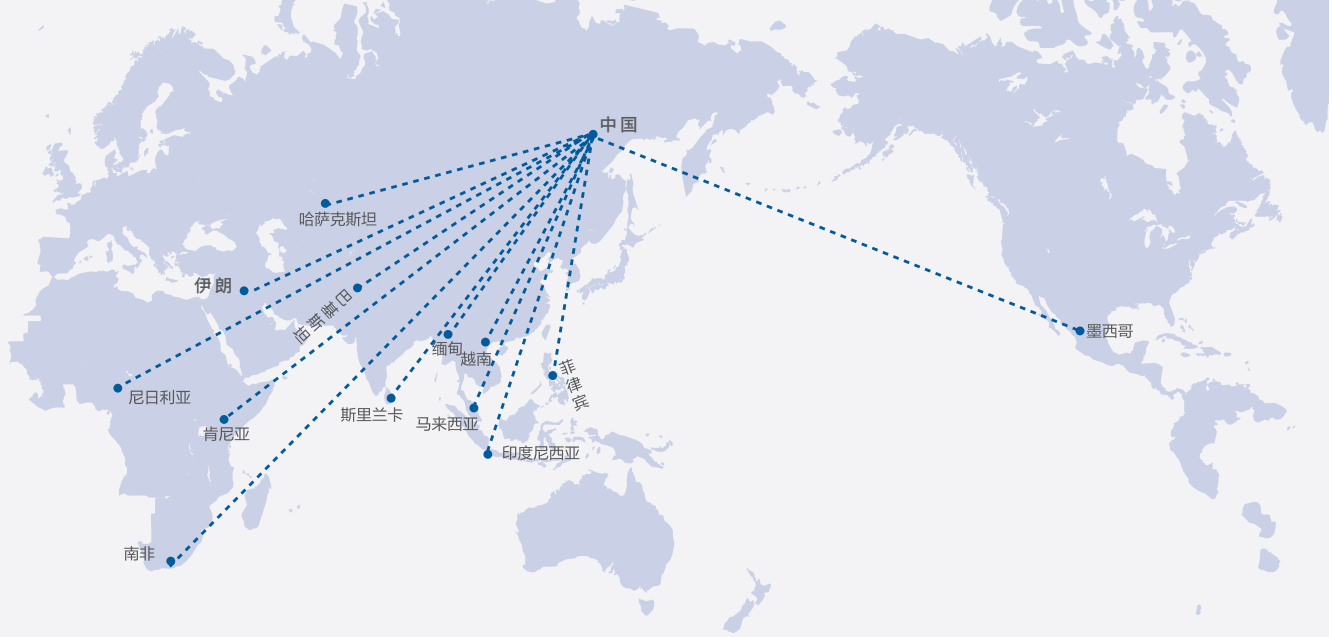 中国
哈萨克斯坦
伊朗
巴基斯坦
墨西哥
缅甸
越南
菲律宾
尼日利亚
斯里兰卡
马来西亚
肯尼亚
印度尼西亚
南非